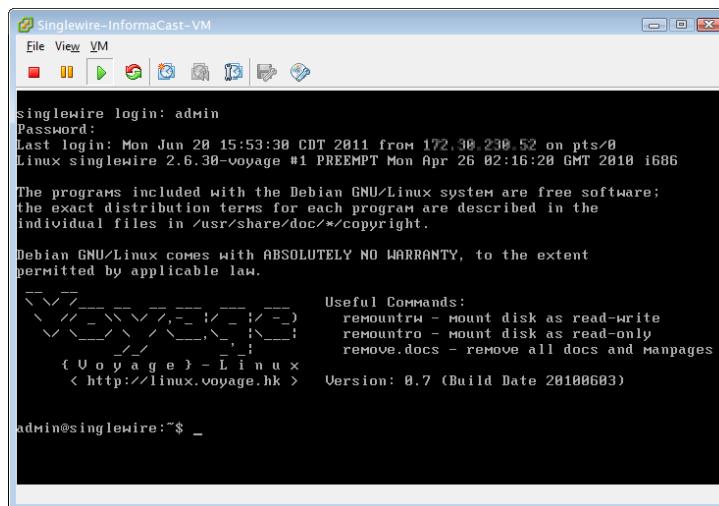 Singlewire-InformaCast-VM
File View VM
singlewire login: admin
Password:
Last login: Mon Jun 20 15:53:30 CDT 2011 from 172.30.230.52 on pts/0
Linux singlewire 2.6.30-voyage #1 PREEMPT Mon Apr 26 02:16:20 GMT 2010 i686
The programs included with the Debian GNU/Linux system are free software;
the exact distribution terms for each program are described in the
individual files in /usr/share/doc/*/copyright.
Debian GNU/Linux comes with ABSOLUTELY NO WARRANTY, to the extent
permitted by applicable law.
Useful Commands:
remountrw - mount disk as read-write
remountro - mount disk as read-only
remove.docs - remove all docs and manpages
{ V o y a g e } - L i n u x
< http://linux.voyage.hk > Version: 0.7 (Build Date 20100603)
admin@singlewire:~$ _